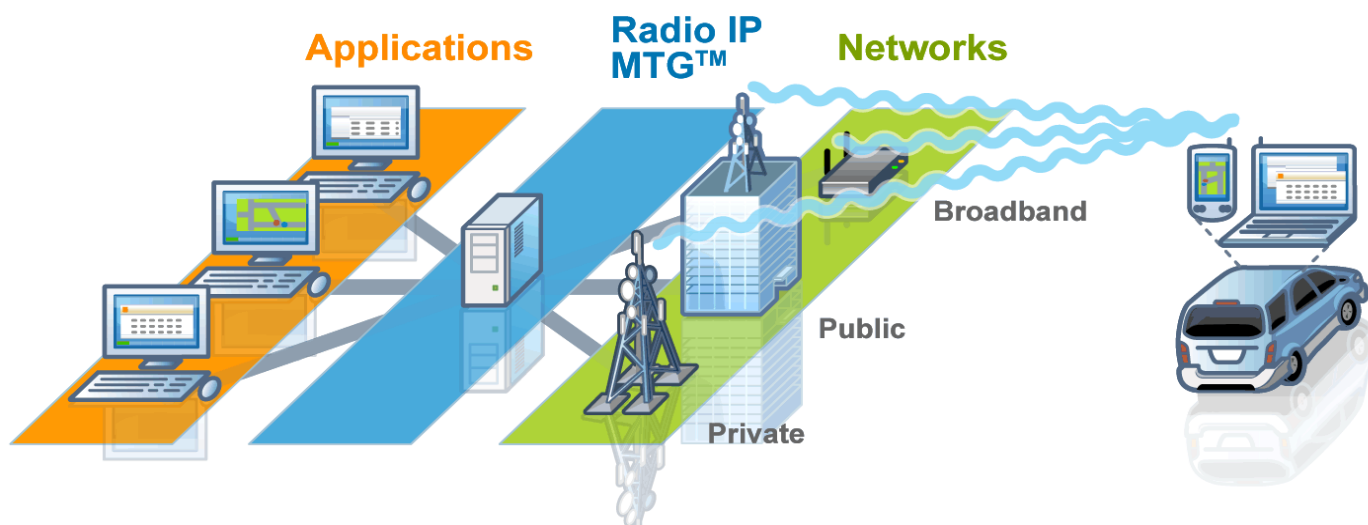 Applications
Radio IP
MTG™
Networks
Broadband
Public
Private